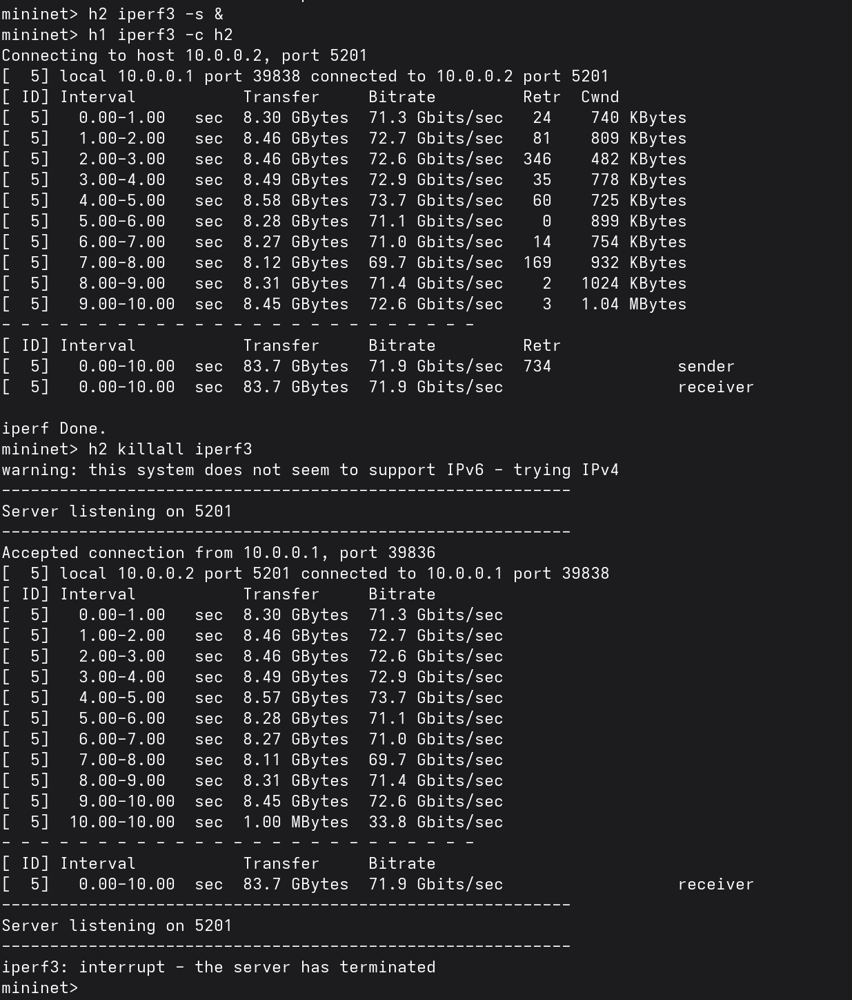 mininet> h2 iperf3 -s &
mininet> h1 iperf3 -c h2
Connecting to host 10.0.0.2, port 5201
[  5] local 10.0.0.1 port 39838 connected to 10.0.0.2 port 5201
[ ID] Interval           Transfer     Bitrate         Retr  Cwnd
[  5]   0.00-1.00   sec  8.30 GBytes  71.3 Gbits/sec   24    740 KBytes
[  5]   1.00-2.00   sec  8.46 GBytes  72.7 Gbits/sec   81    809 KBytes
[  5]   2.00-3.00   sec  8.46 GBytes  72.6 Gbits/sec  346    482 KBytes
[  5]   3.00-4.00   sec  8.49 GBytes  72.9 Gbits/sec   35    778 KBytes
[  5]   4.00-5.00   sec  8.58 GBytes  73.7 Gbits/sec   60    725 KBytes
[  5]   5.00-6.00   sec  8.28 GBytes  71.1 Gbits/sec    0    899 KBytes
[  5]   6.00-7.00   sec  8.27 GBytes  71.0 Gbits/sec   14    754 KBytes
[  5]   7.00-8.00   sec  8.12 GBytes  69.7 Gbits/sec  169    932 KBytes
[  5]   8.00-9.00   sec  8.31 GBytes  71.4 Gbits/sec    2   1024 KBytes
[  5]   9.00-10.00  sec  8.45 GBytes  72.6 Gbits/sec    3   1.04 MBytes
- - - - - - - - - - - - - - - - - - - - - - - - -
[ ID] Interval           Transfer     Bitrate         Retr
[  5]   0.00-10.00  sec  83.7 GBytes  71.9 Gbits/sec  734             sender
[  5]   0.00-10.00  sec  83.7 GBytes  71.9 Gbits/sec                  receiver

iperf Done.
mininet> h2 killall iperf3
warning: this system does not seem to support IPv6 - trying IPv4
-----------------------------------------------------------
Server listening on 5201
-----------------------------------------------------------
Accepted connection from 10.0.0.1, port 39836
[  5] local 10.0.0.2 port 5201 connected to 10.0.0.1 port 39838
[ ID] Interval           Transfer     Bitrate
[  5]   0.00-1.00   sec  8.30 GBytes  71.3 Gbits/sec
[  5]   1.00-2.00   sec  8.46 GBytes  72.7 Gbits/sec
[  5]   2.00-3.00   sec  8.46 GBytes  72.6 Gbits/sec
[  5]   3.00-4.00   sec  8.49 GBytes  72.9 Gbits/sec
[  5]   4.00-5.00   sec  8.57 GBytes  73.7 Gbits/sec
[  5]   5.00-6.00   sec  8.28 GBytes  71.1 Gbits/sec
[  5]   6.00-7.00   sec  8.27 GBytes  71.0 Gbits/sec
[  5]   7.00-8.00   sec  8.11 GBytes  69.7 Gbits/sec
[  5]   8.00-9.00   sec  8.31 GBytes  71.4 Gbits/sec
[  5]   9.00-10.00  sec  8.45 GBytes  72.6 Gbits/sec
[  5]  10.00-10.00  sec  1.00 MBytes  33.8 Gbits/sec
- - - - - - - - - - - - - - - - - - - - - - - - -
[ ID] Interval           Transfer     Bitrate
[  5]   0.00-10.00  sec  83.7 GBytes  71.9 Gbits/sec                  receiver
-----------------------------------------------------------
Server listening on 5201
-----------------------------------------------------------
iperf3: interrupt - the server has terminated
mininet>